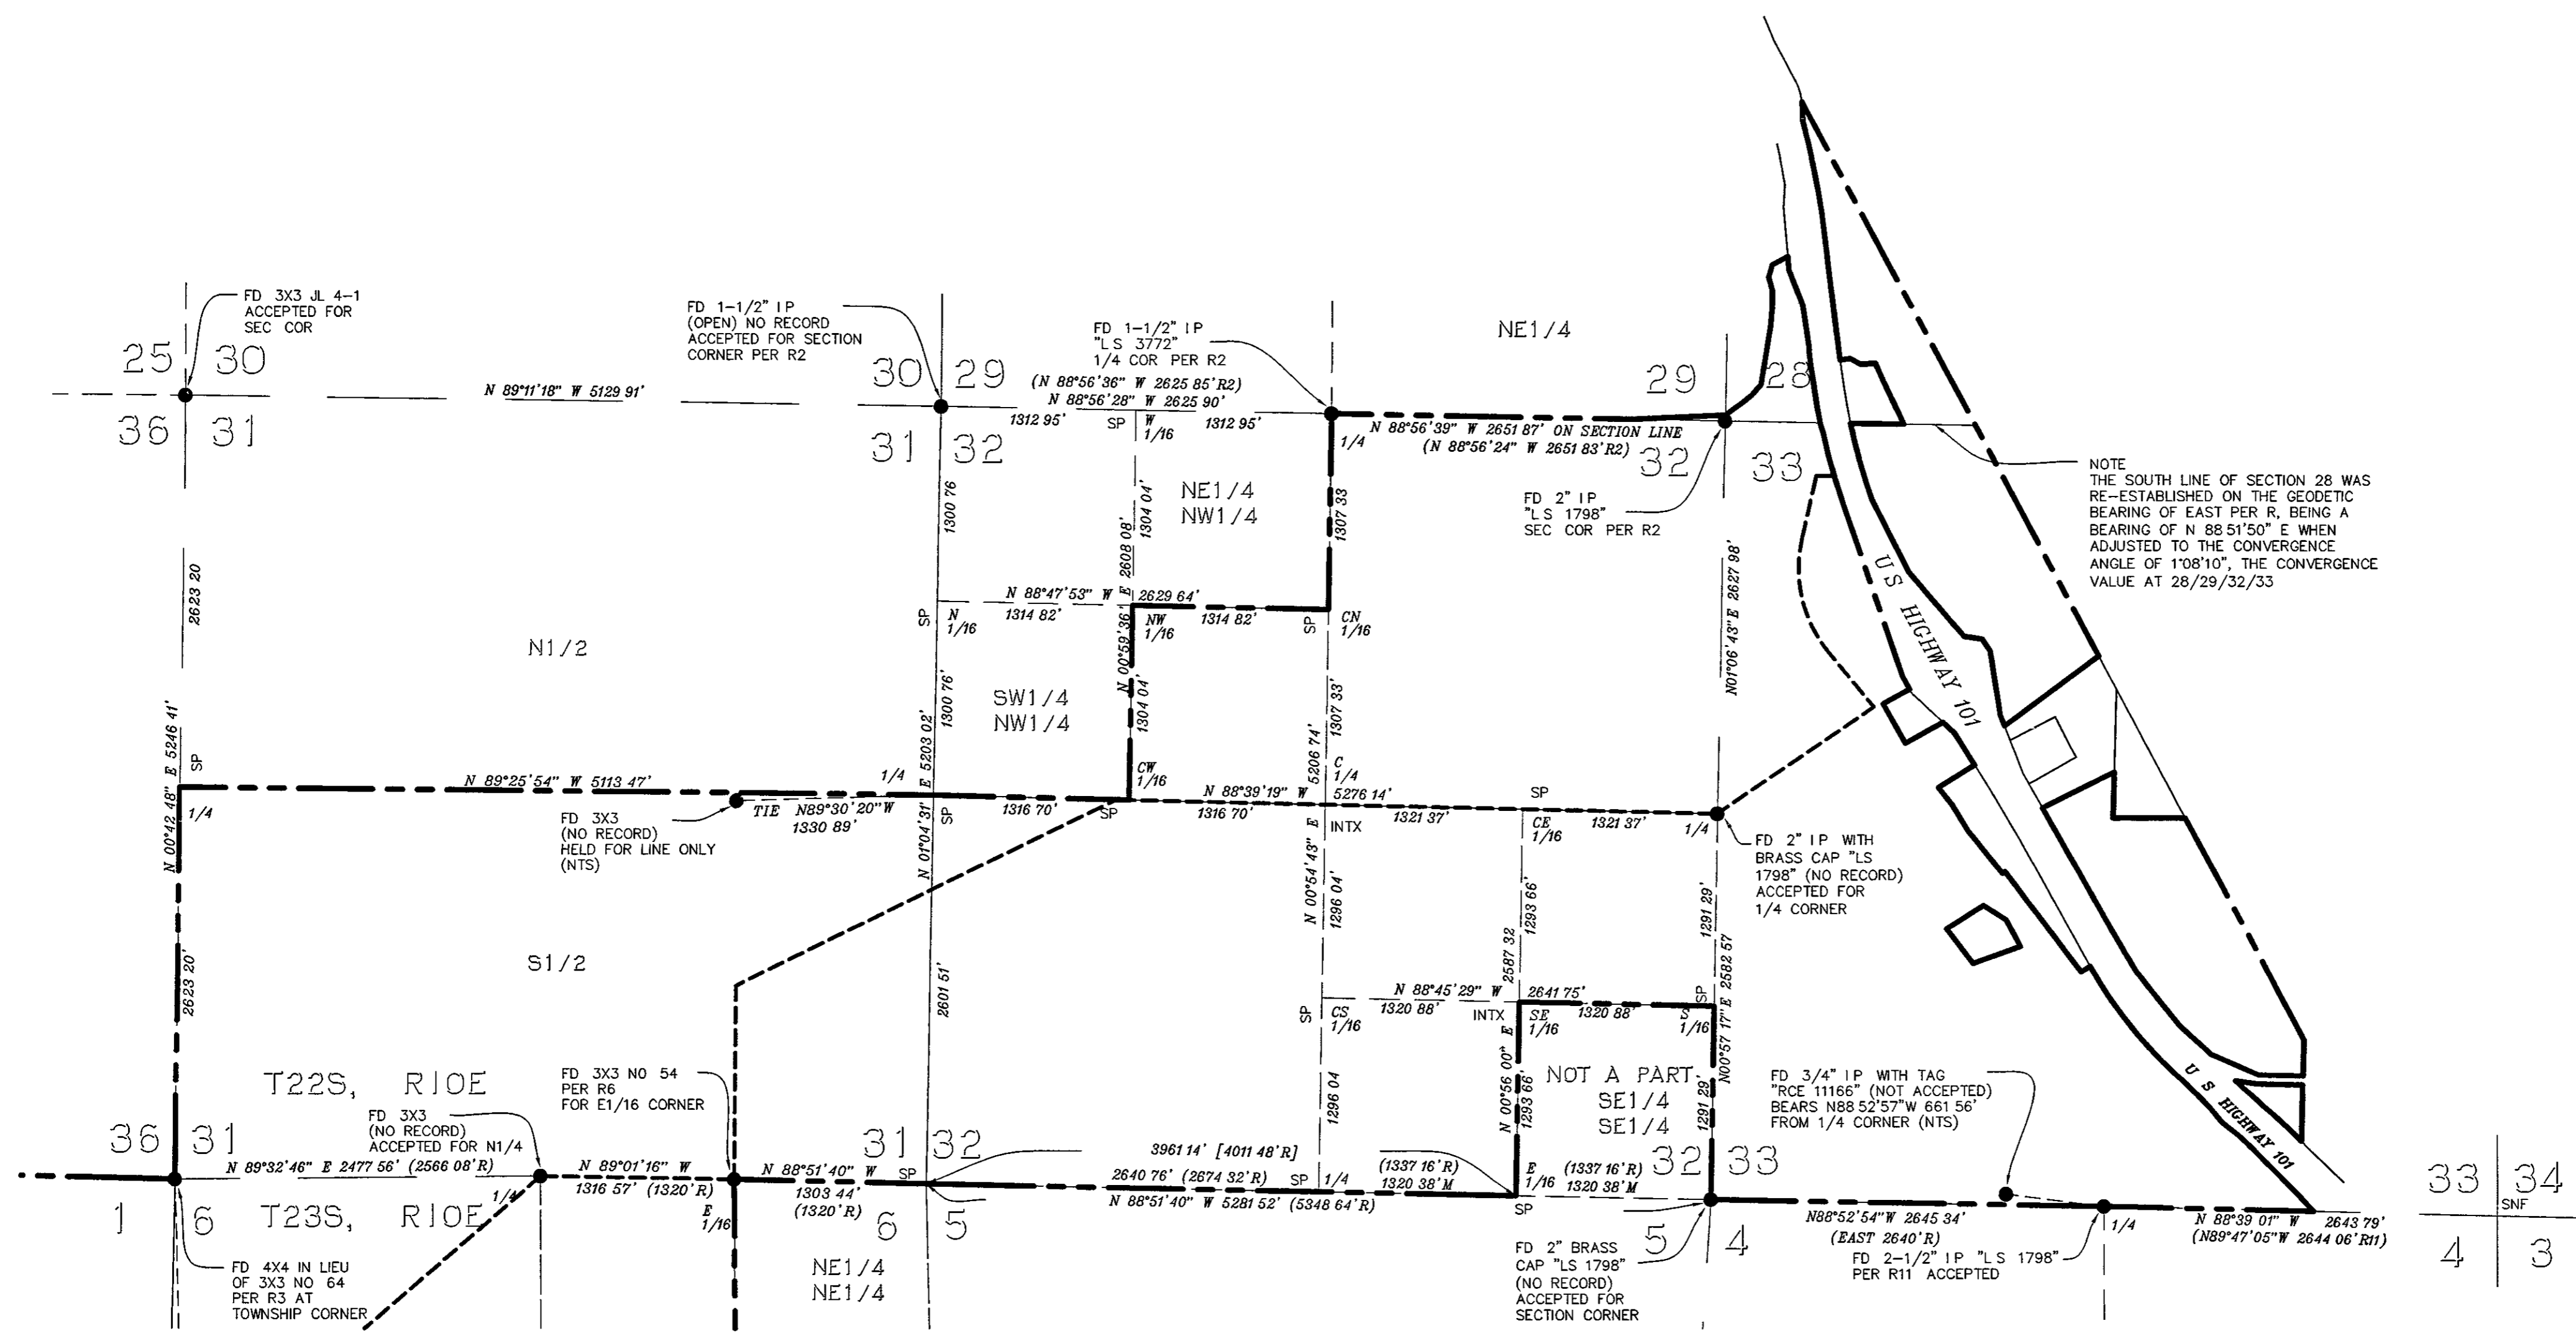 FD 3X3 JL 4-1
ACCEPTED FOR
SEC COR
25 30
36 31
N 89°11'18" W 5129 91'
FD 1-1/2" I P
(OPEN) NO RECORD
ACCEPTED FOR SECTION
CORNER PER R2
30 29
31 32
(N 88°56'36" W 2625 85'R2)
N 88°56'28" W 2625 90'
1312 95'
SP
W
1/16
1312 95'
FD 1-1/2" I P
"L S 3772"
1/4 COR PER R2
1/4
NE1/4
N 88°56'39" W 2651 87' ON SECTION LINE
(N 88°56'24" W 2651 83'R2)
29 28
32 33
FD 2" I P
"L S 1798"
SEC COR PER R2
NOTE
THE SOUTH LINE OF SECTION 28 WAS
RE-ESTABLISHED ON THE GEODETIC
BEARING OF EAST PER R, BEING A
BEARING OF N 88 51'50" E WHEN
ADJUSTED TO THE CONVERGENCE
ANGLE OF 1°08'10", THE CONVERGENCE
VALUE AT 28/29/32/33
2623 20
N1/2
1300 76
1304 04'
NE1/4
NW1/4
1307 33
SP
N
1/16
N 88°47'53" W 2629 64'
1314 82'
NW
1/16
1314 82'
SP
CN
1/16
N 00°59'36" E 2608 08'
N01°06'43" E 2627 98'
U S HIGHWAY 101
SW1/4
NW1/4
1300 76'
1304 04'
1307 33'
N 00°42'48" E 5246 41'
SP
1/4
N 89°25'54" W 5113 47'
1/4
FD 3X3
(NO RECORD)
HELD FOR LINE ONLY
(NTS)
TIE N89°30'20"W
1330 89'
N 01°04'31" E 5203 02'
SP
1316 70'
CW
1/16
SP
N 88°39'19" W 5276 14'
1316 70'
C
1/4
INTX
N 00°54'43" E 5206 74'
1321 37'
SP
CE
1/16
1321 37'
1/4
FD 2" I P WITH
BRASS CAP "LS
1798" (NO RECORD)
ACCEPTED FOR
1/4 CORNER
S1/2
2623 20'
2601 51'
1296 04'
1293 66'
1291 29'
SP
CS
1/16
N 88°45'29" W 2641 75'
1320 88'
INTX
SE
1/16
1320 88'
SP
S
1/16
N 00°56 00" E 2587 32
N00°57 17" E 2582 57
1296 04
1293 66'
1291 29'
NOT A PART
SE1/4
SE1/4
FD 3/4" I P WITH TAG
"RCE 11166" (NOT ACCEPTED)
BEARS N88 52'57"W 661 56'
FROM 1/4 CORNER (NTS)
U S HIGHWAY 101
T22S, R10E
FD 3X3
(NO RECORD)
ACCEPTED FOR N1/4
FD 3X3 NO 54
PER R6
FOR E1/16 CORNER
36 31
1 6
N 89°32'46" E 2477 56' (2566 08'R)
1/4
N 89°01'16" W
1316 57' (1320'R)
E
1/16
N 88°51'40" W
1303 44'
(1320'R)
SP
31 32
6 5
3961 14' [4011 48'R]
2640 76' (2674 32'R)
SP 1/4
N 88°51'40" W 5281 52' (5348 64'R)
(1337 16'R)
1320 38'M
E
1/16
SP
(1337 16'R)
1320 38'M
32 33
5 4
N88°52'54"W 2645 34'
(EAST 2640'R)
1/4
N 88°39 01" W 2643 79'
(N89°47'05"W 2644 06'R11)
33 34
SNF
4 3
T23S, R10E
FD 4X4 IN LIEU
OF 3X3 NO 64
PER R3 AT
TOWNSHIP CORNER
NE1/4
NE1/4
FD 2" BRASS
CAP "LS 1798"
(NO RECORD)
ACCEPTED FOR
SECTION CORNER
FD 2-1/2" I P "L S 1798"
PER R11 ACCEPTED